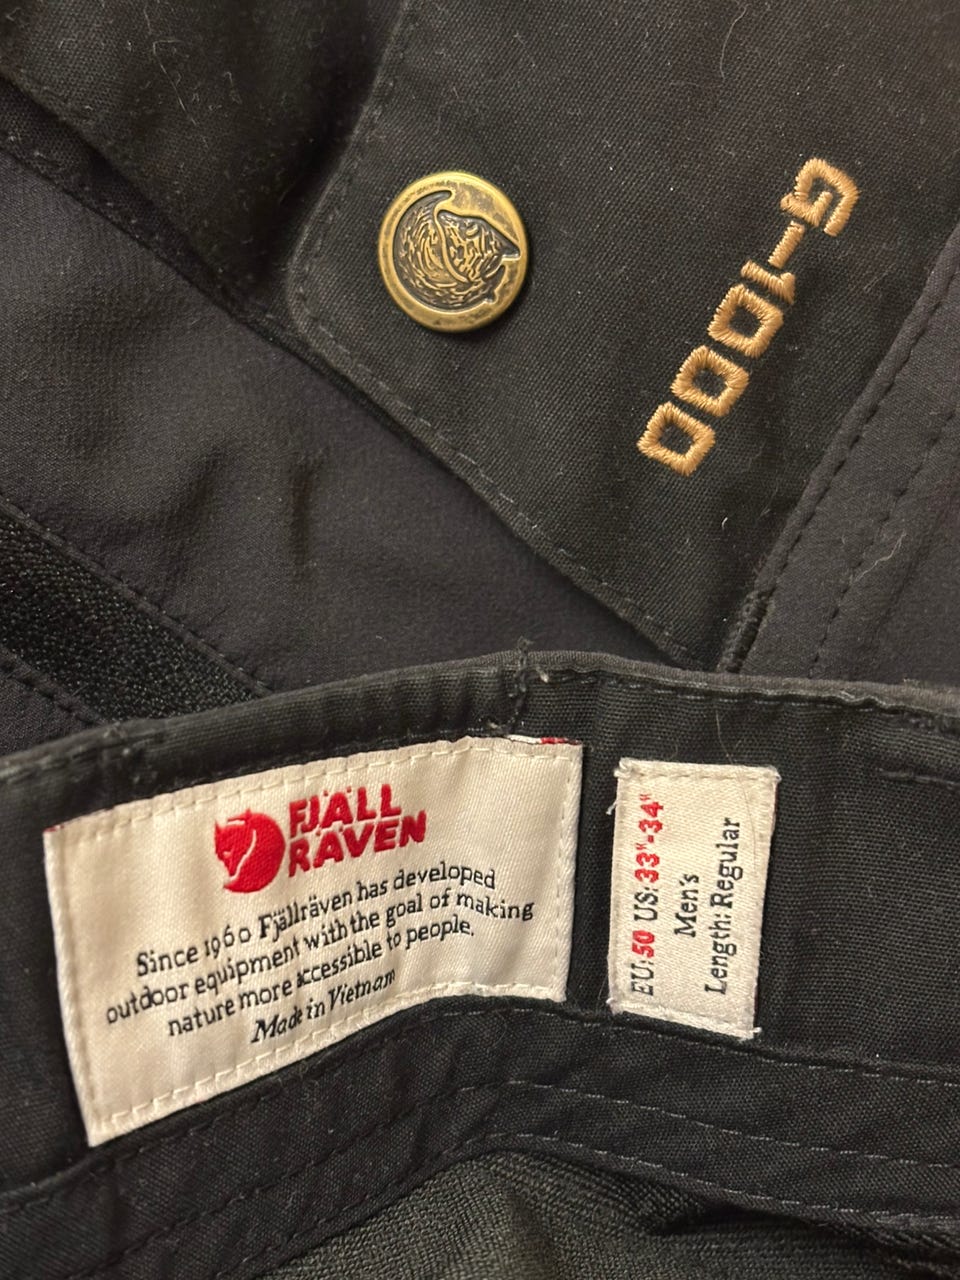 G-1000
FJÄLL
RÄVEN
Since 1960 Fjällräven has developed
outdoor equipment with the goal of making
nature more accessible to people.
Made in Vietnam
EU:50 US:33"-34"
Men's
Length: Regular